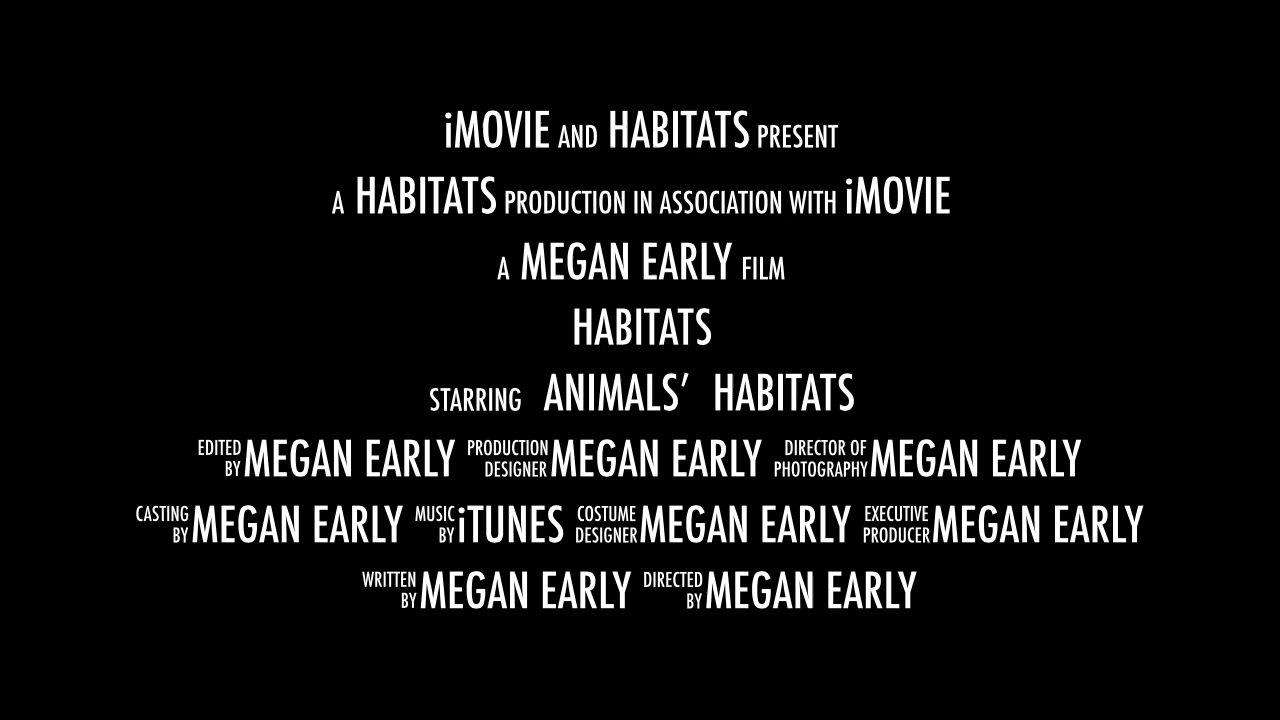 iMOVIE AND HABITATS PRESENT
A HABITATS PRODUCTION IN ASSOCIATION WITH iMOVIE
A MEGAN EARLY FILM
HABITATS
STARRING ANIMALS’ HABITATS
EDITED BY MEGAN EARLY PRODUCTION DESIGNER MEGAN EARLY DIRECTOR OF PHOTOGRAPHY MEGAN EARLY
CASTING BY MEGAN EARLY MUSIC BY iTUNES COSTUME DESIGNER MEGAN EARLY EXECUTIVE PRODUCER MEGAN EARLY
WRITTEN BY MEGAN EARLY DIRECTED BY MEGAN EARLY